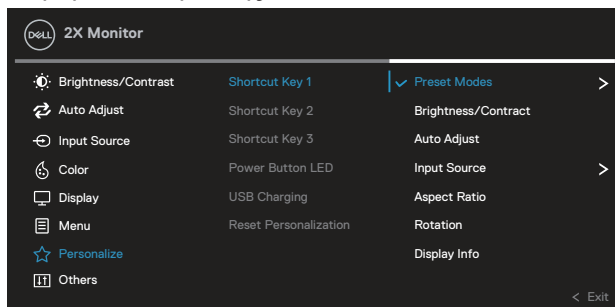 DELL 2X Monitor
Brightness/Contrast Shortcut Key 1 Preset Modes >
Auto Adjust Shortcut Key 2 Brightness/Contract
Input Source Shortcut Key 3 Auto Adjust
Color Power Button LED Input Source >
Display USB Charging Aspect Ratio
Menu Reset Personalization Rotation
Personalize Display Info
Others
< Exit